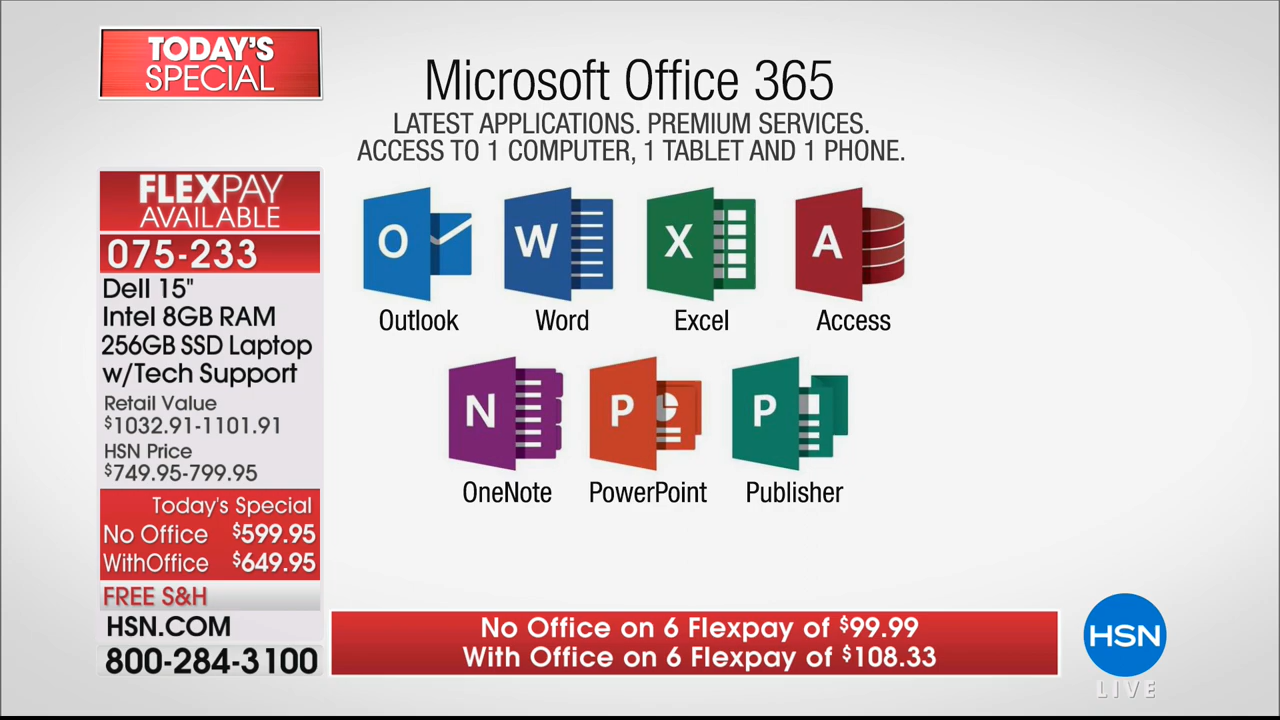 TODAY'S
SPECIAL
Microsoft Office 365
LATEST APPLICATIONS. PREMIUM SERVICES.
ACCESS TO 1 COMPUTER, 1 TABLET AND 1 PHONE.
FLEXPAY
AVAILABLE
075-233
Dell 15"
Intel 8GB RAM
256GB SSD Laptop
w/Tech Support
Retail Value
$1032.91-1101.91
HSN Price
$749.95-799.95
Today's Special
No Office $599.95
WithOffice $649.95
FREE S&H
HSN.COM
800-284-3100
O W X A
Outlook Word Excel Access
N P P
OneNote PowerPoint Publisher
No Office on 6 Flexpay of $99.99
With Office on 6 Flexpay of $108.33
HSN
LIVE